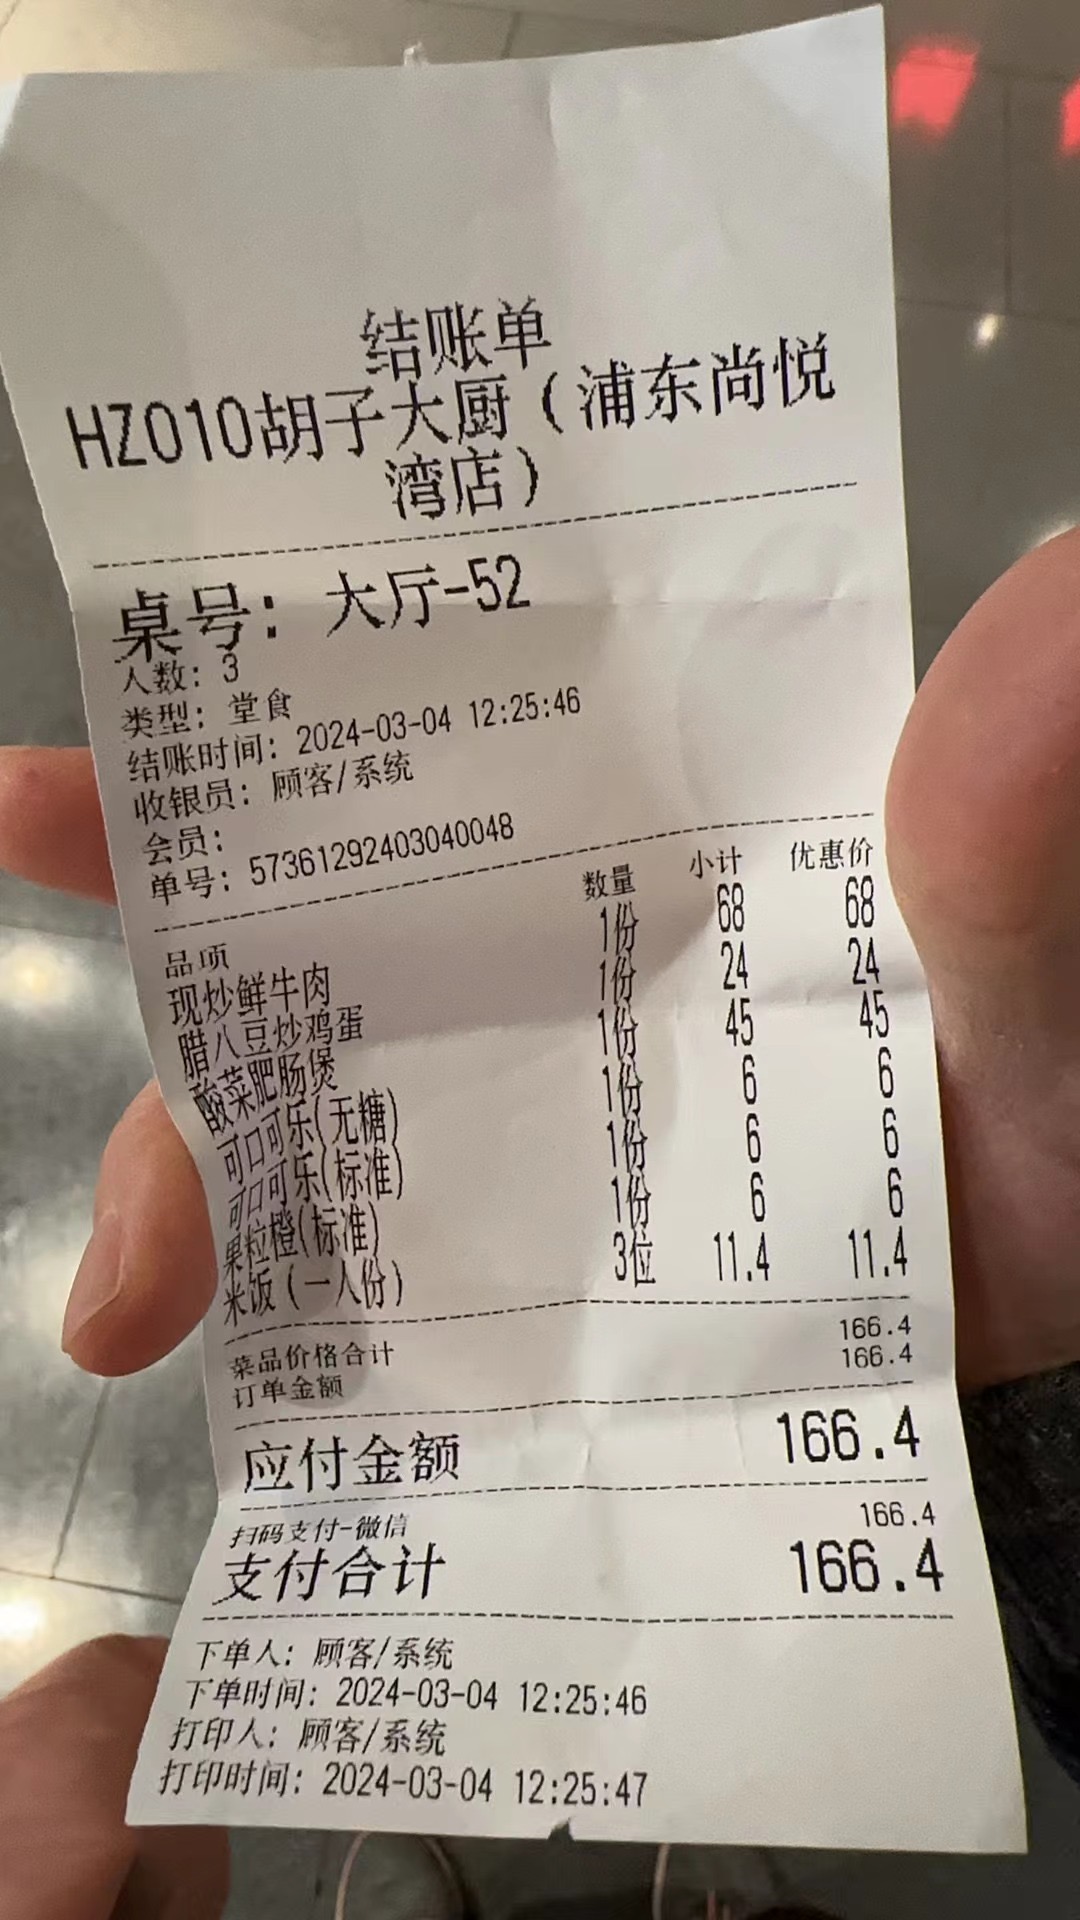 结账单
HZ010胡子大厨（浦东尚悦
湾店）
桌号：大厅-52
人数：3
类型：堂食
结账时间：2024-03-04 12:25:46
收银员：顾客/系统
会员：
单号：57361292403040048
品项 数量 小计 优惠价
现炒鲜牛肉 1份 68 68
腊八豆炒鸡蛋 1份 24 24
酸菜肥肠煲 1份 45 45
可口可乐(无糖) 1份 6 6
可口可乐(标准) 1份 6 6
果粒橙(标准) 1份 6 6
米饭（一人份） 3位 11.4 11.4
菜品价格合计 166.4
订单金额 166.4
应付金额 166.4
扫码支付-微信 166.4
支付合计 166.4
下单人：顾客/系统
下单时间：2024-03-04 12:25:46
打印人：顾客/系统
打印时间：2024-03-04 12:25:47